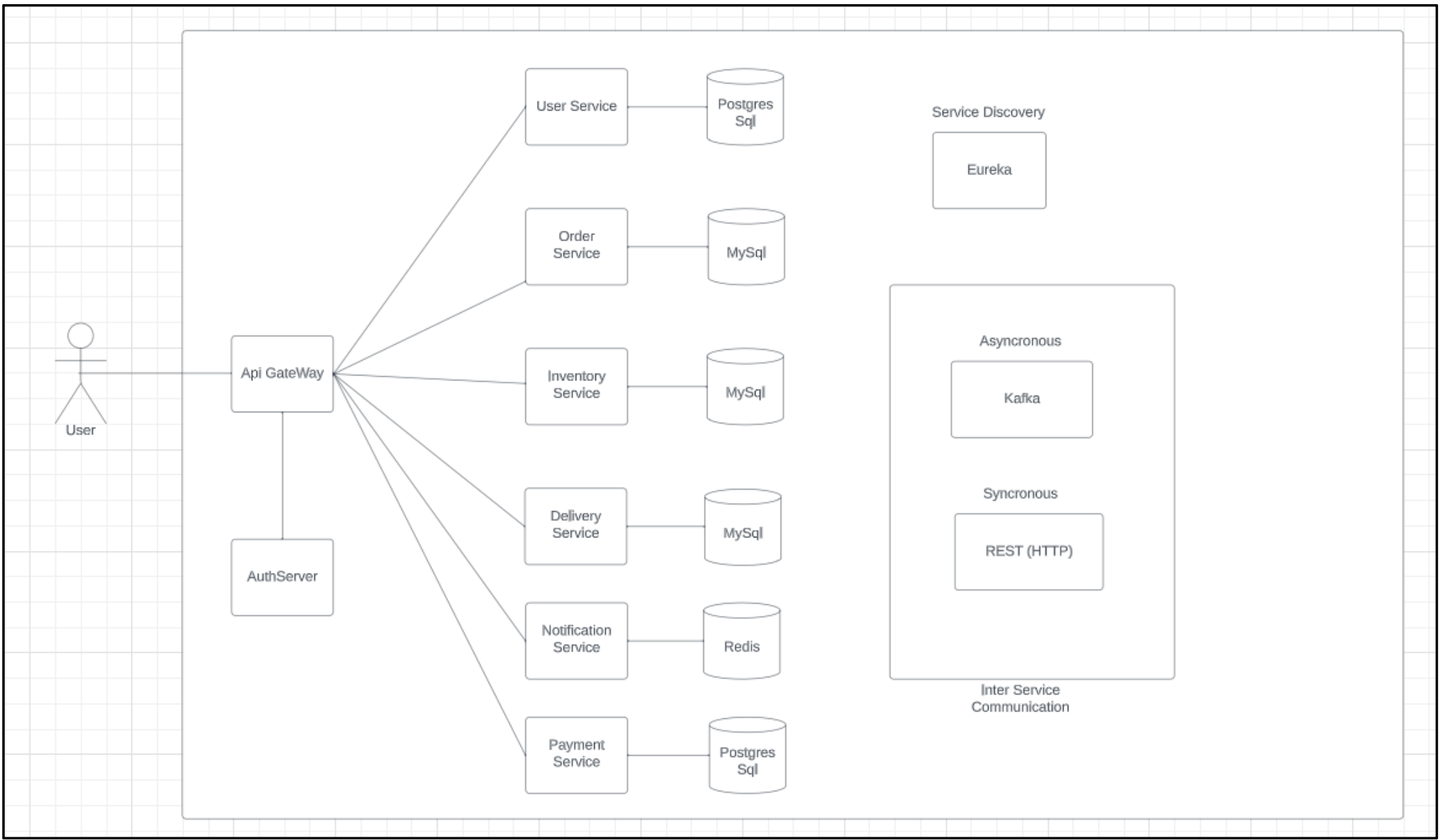 User Service
Postgres
Sql
Service Discovery
Eureka
Order
Service
MySql
Asyncronous
Kafka
Api GateWay
Inventory
Service
MySql
User
Syncronous
REST (HTTP)
Delivery
Service
MySql
AuthServer
Notification
Service
Redis
Inter Service
Communication
Payment
Service
Postgres
Sql